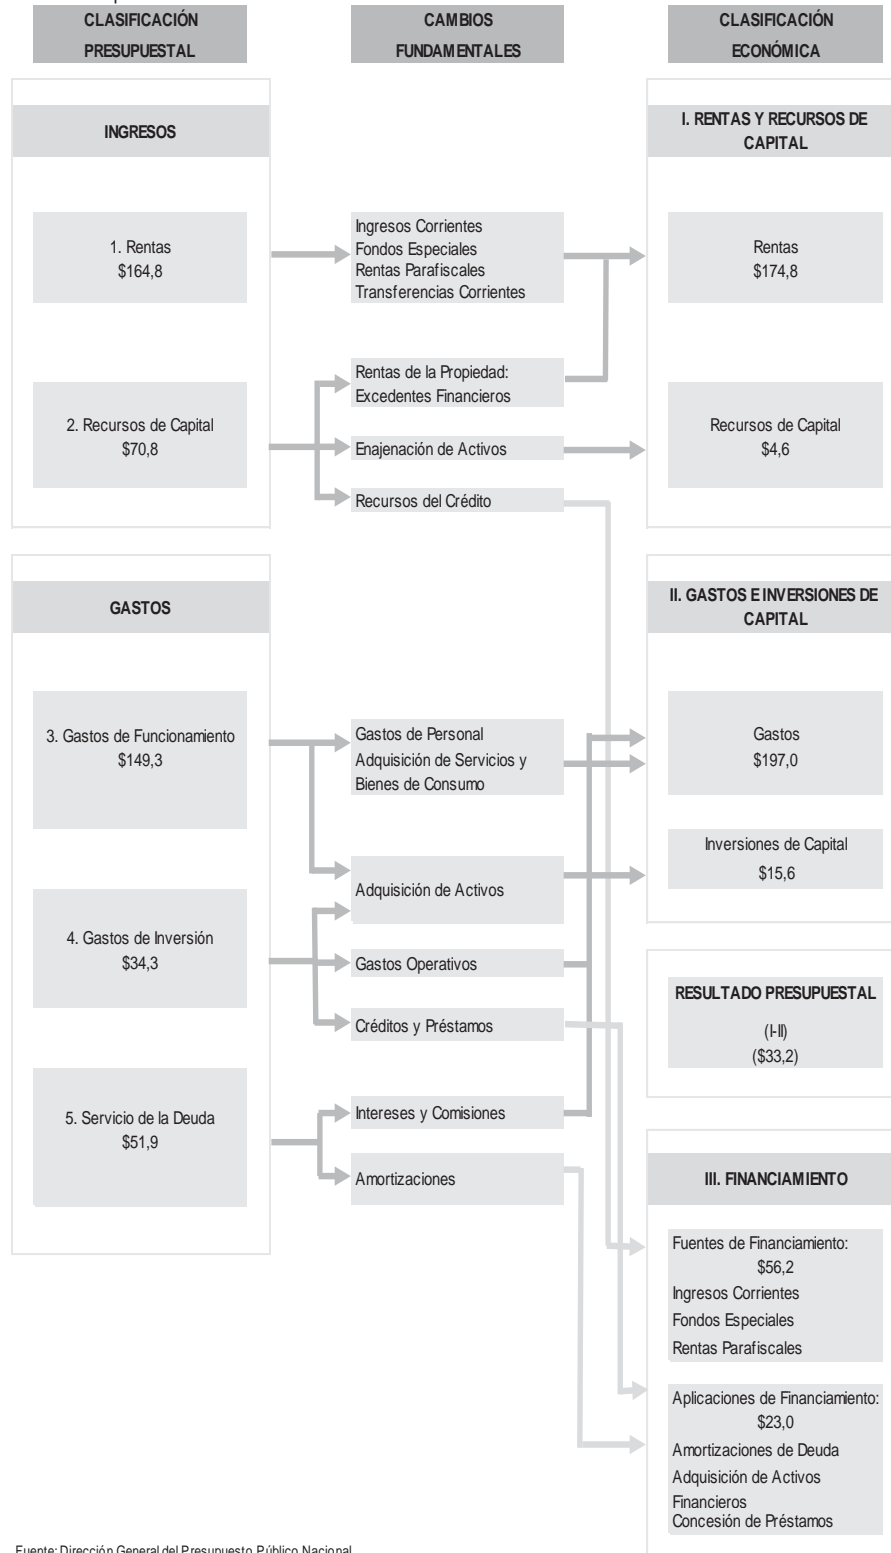 CLASIFICACIÓN
PRESUPUESTAL
CAMBIOS
FUNDAMENTALES
CLASIFICACIÓN
ECONÓMICA
INGRESOS
1. Rentas
$164,8
2. Recursos de Capital
$70,8
Ingresos Corrientes
Fondos Especiales
Rentas Parafiscales
Transferencias Corrientes
Rentas de la Propiedad:
Excedentes Financieros
Enajenación de Activos
Recursos del Crédito
I. RENTAS Y RECURSOS DE
CAPITAL
Rentas
$174,8
Recursos de Capital
$4,6
GASTOS
3. Gastos de Funcionamiento
$149,3
4. Gastos de Inversión
$34,3
5. Servicio de la Deuda
$51,9
Gastos de Personal
Adquisición de Servicios y
Bienes de Consumo
Adquisición de Activos
Gastos Operativos
Créditos y Préstamos
Intereses y Comisiones
Amortizaciones
II. GASTOS E INVERSIONES DE
CAPITAL
Gastos
$197,0
Inversiones de Capital
$15,6
RESULTADO PRESUPUESTAL
(I-II)
($33,2)
III. FINANCIAMIENTO
Fuentes de Financiamiento:
$56,2
Ingresos Corrientes
Fondos Especiales
Rentas Parafiscales
Aplicaciones de Financiamiento:
$23,0
Amortizaciones de Deuda
Adquisición de Activos
Financieros
Concesión de Préstamos
Fuente: Dirección General del Presupuesto Público Nacional